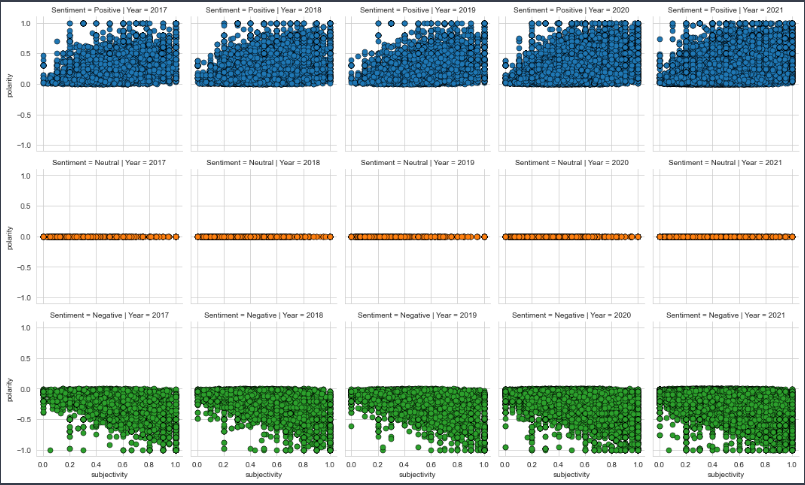 Sentiment = Positive | Year = 2017 Sentiment = Positive | Year = 2018 Sentiment = Positive | Year = 2019 Sentiment = Positive | Year = 2020 Sentiment = Positive | Year = 2021
1.0
0.5
polarity
0.0
−0.5
−1.0
Sentiment = Neutral | Year = 2017 Sentiment = Neutral | Year = 2018 Sentiment = Neutral | Year = 2019 Sentiment = Neutral | Year = 2020 Sentiment = Neutral | Year = 2021
1.0
0.5
polarity
0.0
−0.5
−1.0
Sentiment = Negative | Year = 2017 Sentiment = Negative | Year = 2018 Sentiment = Negative | Year = 2019 Sentiment = Negative | Year = 2020 Sentiment = Negative | Year = 2021
1.0
0.5
polarity
0.0
−0.5
−1.0
0.0 0.2 0.4 0.6 0.8 1.0 0.0 0.2 0.4 0.6 0.8 1.0 0.0 0.2 0.4 0.6 0.8 1.0 0.0 0.2 0.4 0.6 0.8 1.0 0.0 0.2 0.4 0.6 0.8 1.0
subjectivity subjectivity subjectivity subjectivity subjectivity